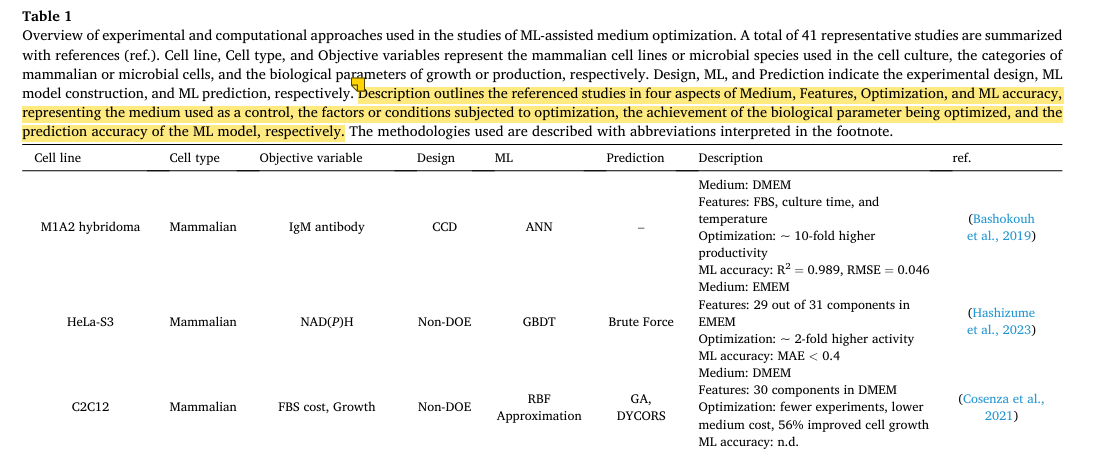 Table 1
Overview of experimental and computational approaches used in the studies of ML-assisted medium optimization. A total of 41 representative studies are summarized
with references (ref.). Cell line, Cell type, and Objective variables represent the mammalian cell lines or microbial species used in the cell culture, the categories of
mammalian or microbial cells, and the biological parameters of growth or production, respectively. Design, ML, and Prediction indicate the experimental design, ML
model construction, and ML prediction, respectively. Description outlines the referenced studies in four aspects of Medium, Features, Optimization, and ML accuracy,
representing the medium used as a control, the factors or conditions subjected to optimization, the achievement of the biological parameter being optimized, and the
prediction accuracy of the ML model, respectively. The methodologies used are described with abbreviations interpreted in the footnote.
Cell line Cell type Objective variable Design ML Prediction Description ref.
Medium: DMEM
Features: FBS, culture time, and
temperature
M1A2 hybridoma Mammalian IgM antibody CCD ANN – Optimization: ~ 10-fold higher (Bashokouh
productivity et al., 2019)
ML accuracy: R² = 0.989, RMSE = 0.046
Medium: EMEM
Features: 29 out of 31 components in
HeLa-S3 Mammalian NAD(P)H Non-DOE GBDT Brute Force EMEM (Hashizume
Optimization: ~ 2-fold higher activity et al., 2023)
ML accuracy: MAE < 0.4
Medium: DMEM
Features: 30 components in DMEM
C2C12 Mammalian FBS cost, Growth Non-DOE RBF GA, Optimization: fewer experiments, lower (Cosenza et al.,
Approximation DYCORS medium cost, 56% improved cell growth 2021)
ML accuracy: n.d.